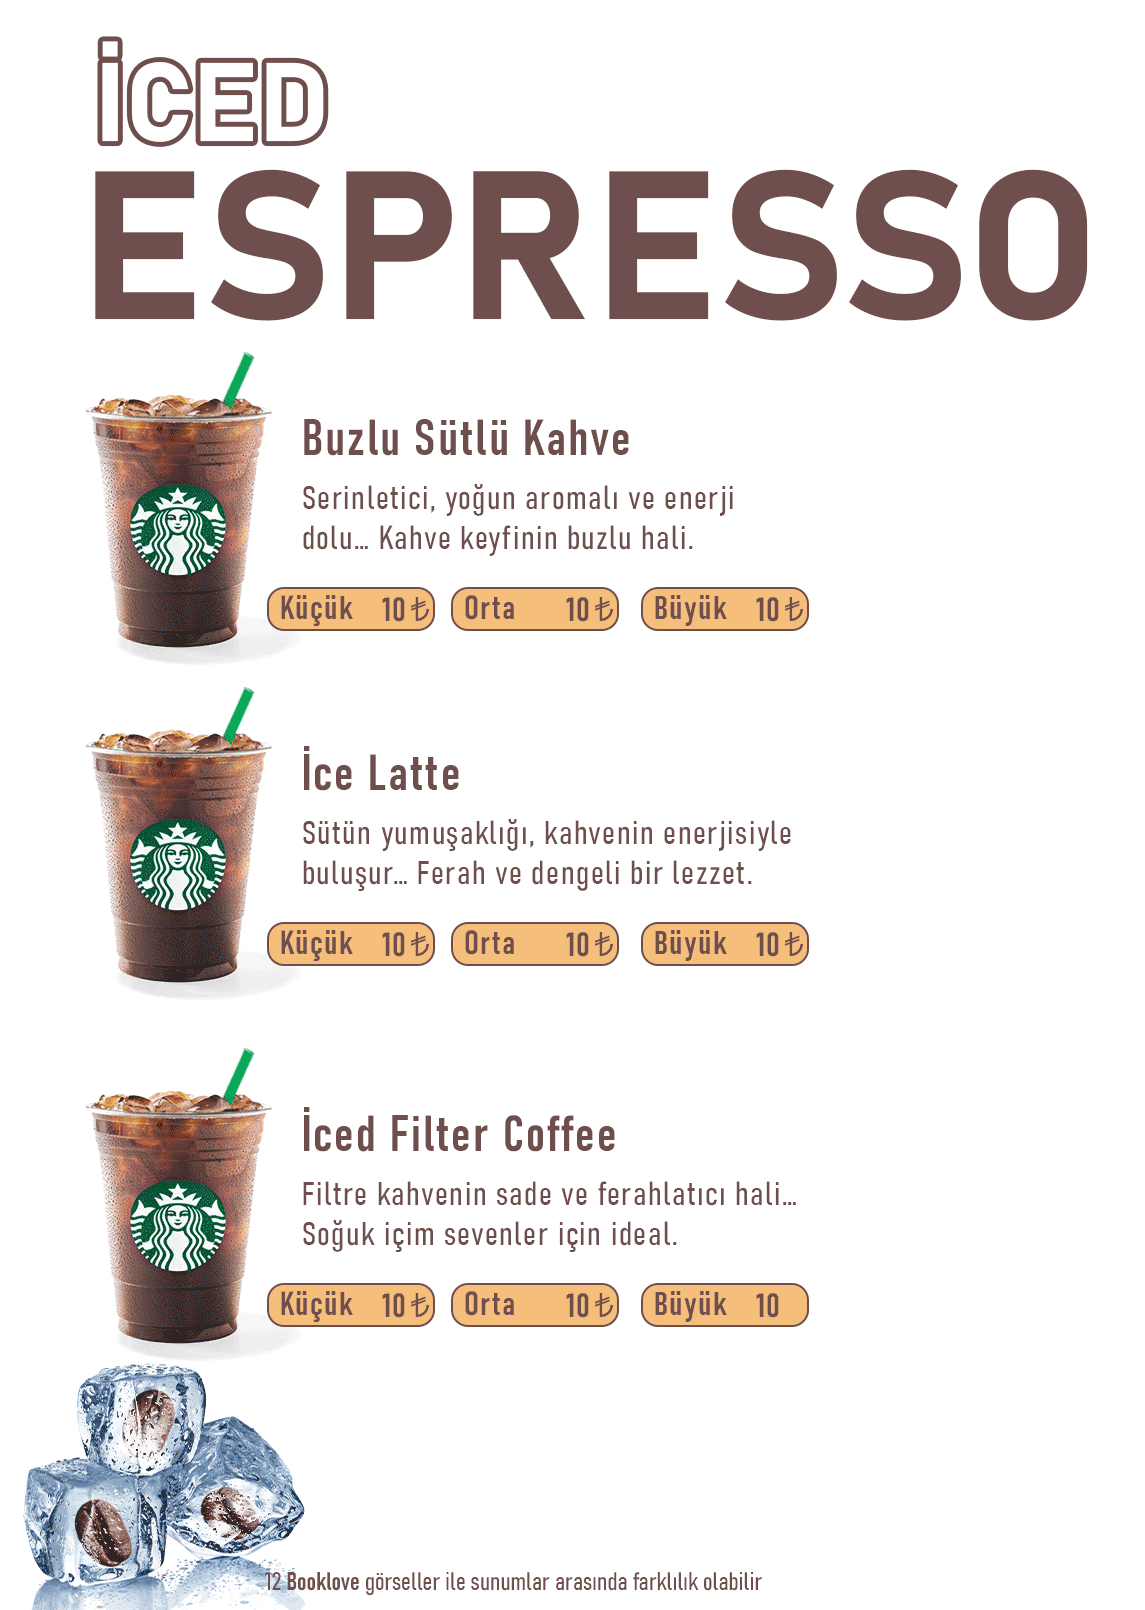 İCED
ESPRESSO
Buzlu Sütlü Kahve
Serinletici, yoğun aromalı ve enerji
dolu... Kahve keyfinin buzlu hali.
Küçük 10 ₺ Orta 10 ₺ Büyük 10 ₺
İce Latte
Sütün yumuşaklığı, kahvenin enerjisiyle
buluşur... Ferah ve dengeli bir lezzet.
Küçük 10 ₺ Orta 10 ₺ Büyük 10 ₺
İced Filter Coffee
Filtre kahvenin sade ve ferahlatıcı hali...
Soğuk içim sevenler için ideal.
Küçük 10 ₺ Orta 10 ₺ Büyük 10
12 Booklove görseller ile sunumlar arasında farklılık olabilir